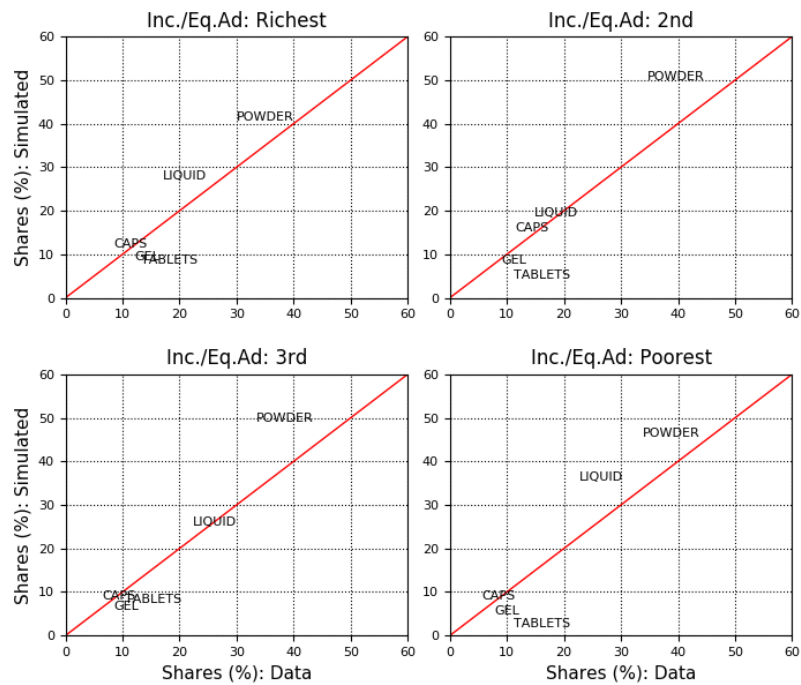 Inc./Eq.Ad: Richest
60
50
40
30
20
10
0
Shares (%): Simulated
POWDER
LIQUID
CAPS
GEL
TABLETS
0 10 20 30 40 50 60
Inc./Eq.Ad: 2nd
60
50
40
30
20
10
0
POWDER
LIQUID
CAPS
GEL
TABLETS
0 10 20 30 40 50 60
Inc./Eq.Ad: 3rd
60
50
40
30
20
10
0
Shares (%): Simulated
POWDER
LIQUID
CAPS
TABLETS
GEL
0 10 20 30 40 50 60
Shares (%): Data
Inc./Eq.Ad: Poorest
60
50
40
30
20
10
0
POWDER
LIQUID
CAPS
GEL
TABLETS
0 10 20 30 40 50 60
Shares (%): Data